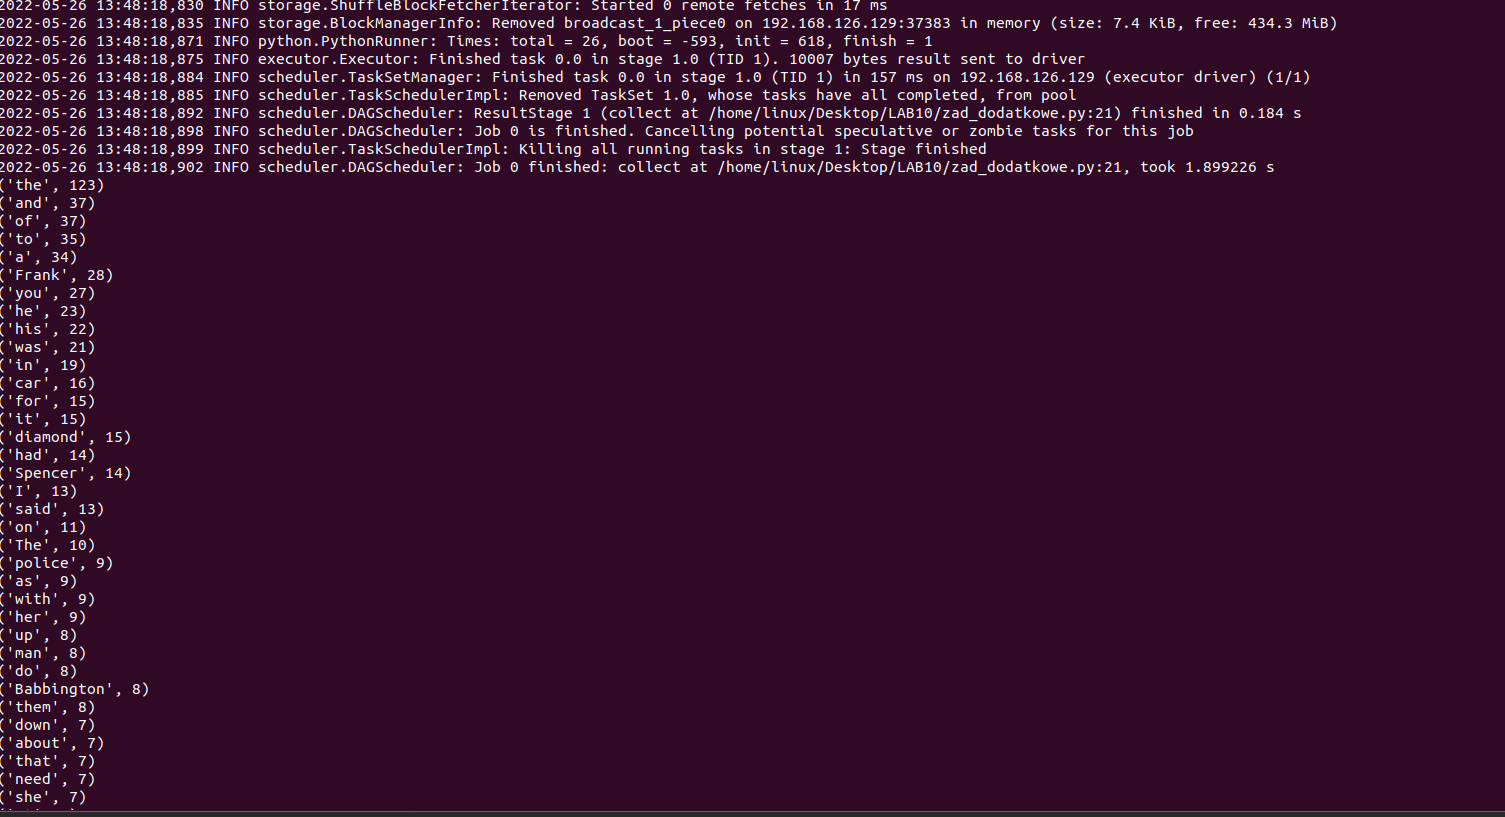 2022-05-26 13:48:18,830 INFO storage.ShuffleBlockFetcherIterator: Started 0 remote fetches in 17 ms
2022-05-26 13:48:18,835 INFO storage.BlockManagerInfo: Removed broadcast_1_piece0 on 192.168.126.129:37383 in memory (size: 7.4 KiB, free: 434.3 MiB)
2022-05-26 13:48:18,871 INFO python.PythonRunner: Times: total = 26, boot = -593, init = 618, finish = 1
2022-05-26 13:48:18,875 INFO executor.Executor: Finished task 0.0 in stage 1.0 (TID 1). 10007 bytes result sent to driver
2022-05-26 13:48:18,884 INFO scheduler.TaskSetManager: Finished task 0.0 in stage 1.0 (TID 1) in 157 ms on 192.168.126.129 (executor driver) (1/1)
2022-05-26 13:48:18,885 INFO scheduler.TaskSchedulerImpl: Removed TaskSet 1.0, whose tasks have all completed, from pool
2022-05-26 13:48:18,892 INFO scheduler.DAGScheduler: ResultStage 1 (collect at /home/linux/Desktop/LAB10/zad_dodatkowe.py:21) finished in 0.184 s
2022-05-26 13:48:18,898 INFO scheduler.DAGScheduler: Job 0 is finished. Cancelling potential speculative or zombie tasks for this job
2022-05-26 13:48:18,899 INFO scheduler.TaskSchedulerImpl: Killing all running tasks in stage 1: Stage finished
2022-05-26 13:48:18,902 INFO scheduler.DAGScheduler: Job 0 finished: collect at /home/linux/Desktop/LAB10/zad_dodatkowe.py:21, took 1.899226 s
('the', 123)
('and', 37)
('of', 37)
('to', 35)
('a', 34)
('Frank', 28)
('you', 27)
('he', 23)
('his', 22)
('was', 21)
('in', 19)
('car', 16)
('for', 15)
('it', 15)
('diamond', 15)
('had', 14)
('Spencer', 14)
('I', 13)
('said', 13)
('on', 11)
('The', 10)
('police', 9)
('as', 9)
('with', 9)
('her', 9)
('up', 8)
('man', 8)
('do', 8)
('Babbington', 8)
('them', 8)
('down', 7)
('about', 7)
('that', 7)
('need', 7)
('she', 7)